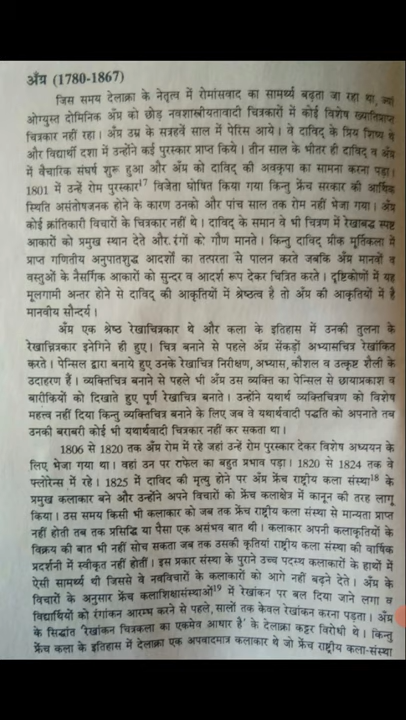 अँग्र (1780-1867)
जिस समय देलाक्रा के नेतृत्व में रोमांसवाद का सामर्थ्य बढ़ता जा रहा था, ज्यां
ओग्युस्त दोमिनिक अँग्र को छोड़ नवशास्त्रीयतावादी चित्रकारों में कोई विशेष ख्यातिप्राप्त
चित्रकार नहीं रहा। अँग्र उम्र के सत्रहवें साल में पेरिस आये। वे दाविद् के प्रिय शिष्य थे
और विद्यार्थी दशा में उन्होंने कई पुरस्कार प्राप्त किये। तीन साल के भीतर ही दाविद् व अँग्र
में वैचारिक संघर्ष शुरू हुआ और अँग्र को दाविद् की अवकृपा का सामना करना पड़ा।
1801 में उन्हें रोम पुरस्कार17 विजेता घोषित किया गया किन्तु फ्रेंच सरकार की आर्थिक
स्थिति असंतोषजनक होने के कारण उनको और पांच साल तक रोम नहीं भेजा गया। अँग्र
कोई क्रांतिकारी विचारों के चित्रकार नहीं थे। दाविद् के समान वे भी चित्रण में रेखाबद्ध स्पष्ट
आकारों को प्रमुख स्थान देते और रंगों को गौण मानते। किन्तु दाविद् ग्रीक मूर्तिकला में
प्राप्त गणितीय अनुपातशुद्ध आदर्शों का तत्परता से पालन करते जबकि अँग्र मानवों व
वस्तुओं के नैसर्गिक आकारों को सुन्दर व आदर्श रूप देकर चित्रित करते। दृष्टिकोणों में यह
मूलगामी अन्तर होने से दाविद् की आकृतियों में श्रेष्ठत्व है तो अँग्र की आकृतियों में है
मानवीय सौन्दर्य।
अँग्र एक श्रेष्ठ रेखाचित्रकार थे और कला के इतिहास में उनकी तुलना के
रेखाचित्रकार इनेगिने ही हुए। चित्र बनाने से पहले अँग्र सेंकड़ों अभ्यासचित्र रेखांकित
करते। पेन्सिल द्वारा बनाये हुए उनके रेखाचित्र निरीक्षण, अभ्यास, कौशल व उत्कृष्ट शैली के
उदाहरण हैं। व्यक्तिचित्र बनाने से पहले भी अँग्र उस व्यक्ति का पेन्सिल से छायाप्रकाश व
बारीकियों को दिखाते हुए पूर्ण रेखाचित्र बनाते। उन्होंने यथार्थ व्यक्तिचित्रण को विशेष
महत्त्व नहीं दिया किन्तु व्यक्तिचित्र बनाने के लिए जब वे यथार्थवादी पद्धति को अपनाते तब
उनकी बराबरी कोई भी यथार्थवादी चित्रकार नहीं कर सकता था।
1806 से 1820 तक अँग्र रोम में रहे जहां उन्हें रोम पुरस्कार देकर विशेष अध्ययन के
लिए भेजा गया था। वहां उन पर राफेल का बहुत प्रभाव पड़ा। 1820 से 1824 तक वे
फ्लोरेन्स में रहे। 1825 में दाविद् की मृत्यु होने पर अँग्र फ्रेंच राष्ट्रीय कला संस्था18 के
प्रमुख कलाकार बने और उन्होंने अपने विचारों को फ्रेंच कलाक्षेत्र में कानून की तरह लागू
किया। उस समय किसी भी कलाकार को जब तक फ्रेंच राष्ट्रीय कला संस्था से मान्यता प्राप्त
नहीं होती तब तक प्रसिद्धि या पैसा एक असंभव बात थी। कलाकार अपनी कलाकृतियों के
विक्रय की बात भी नहीं सोच सकता जब तक उसकी कृतियां राष्ट्रीय कला संस्था की वार्षिक
प्रदर्शनी में स्वीकृत नहीं होतीं। इस प्रकार संस्था के पुराने उच्च पदस्थ कलाकारों के हाथों में
ऐसी सामर्थ्य थी जिससे वे नवविचारों के कलाकारों को आगे नहीं बढ़ने देते। अँग्र के
विचारों के अनुसार फ्रेंच कलाशिक्षासंस्थाओं19 में रेखांकन पर बल दिया जाने लगा व
विद्यार्थियों को रंगांकन आरम्भ करने से पहले, सालों तक केवल रेखांकन करना पड़ता। अँग्र
के सिद्धांत 'रेखांकन चित्रकला का एकमेव आधार है' के देलाक्रा कट्टर विरोधी थे। किन्तु
फ्रेंच कला के इतिहास में देलाक्रा एक अपवादमात्र कलाकार थे जो फ्रेंच राष्ट्रीय कला-संस्था